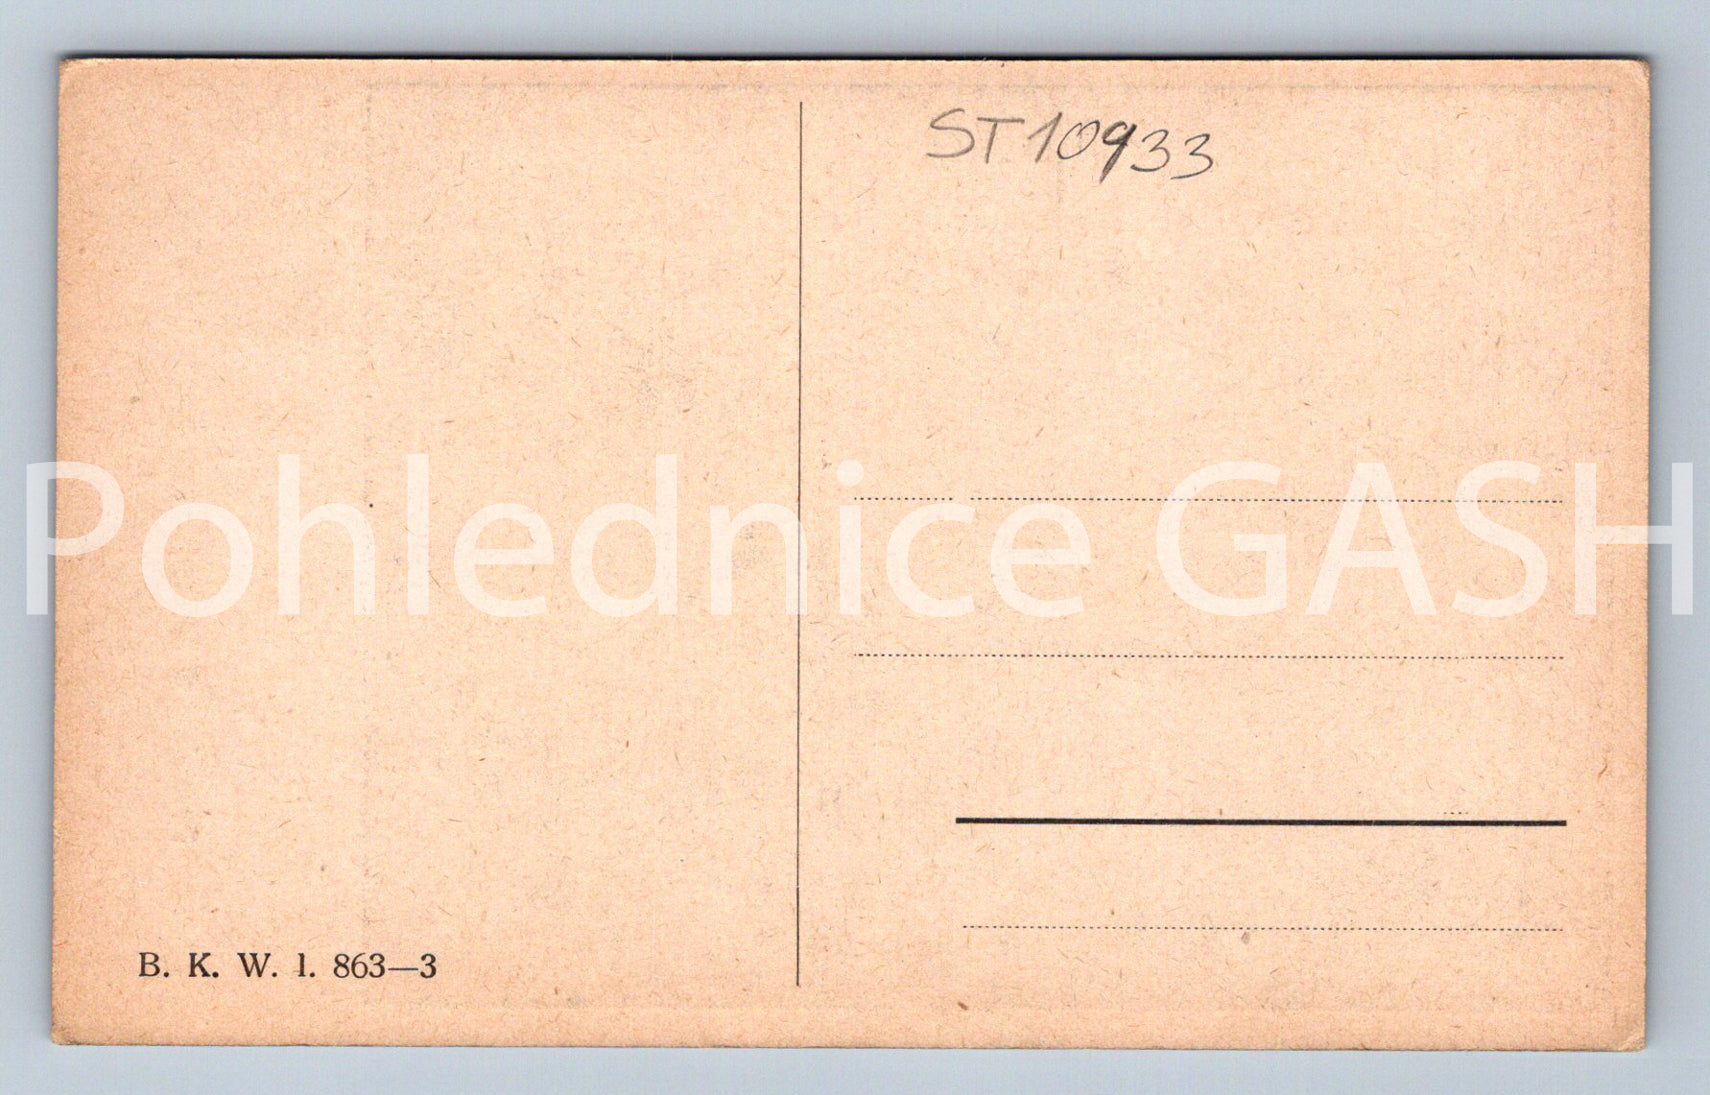 ST10933
Pohlednice GASH
B. K. W. I. 863—3